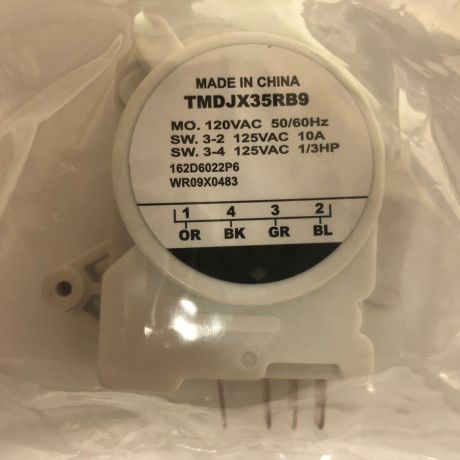 MADE IN CHINA
TMDJX35RB9
MO. 120VAC 50/60Hz
SW. 3-2 125VAC 10A
SW. 3-4 125VAC 1/3HP
162D6022P6
WR09X0483
1 4 3 2
OR BK GR BL